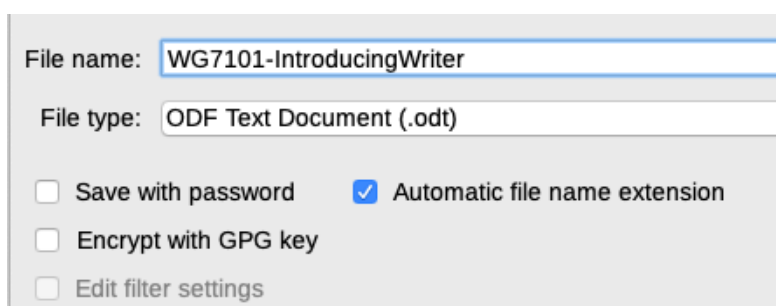 File name: WG7101-IntroducingWriter
File type: ODF Text Document (.odt)
Save with password Automatic file name extension
Encrypt with GPG key
Edit filter settings